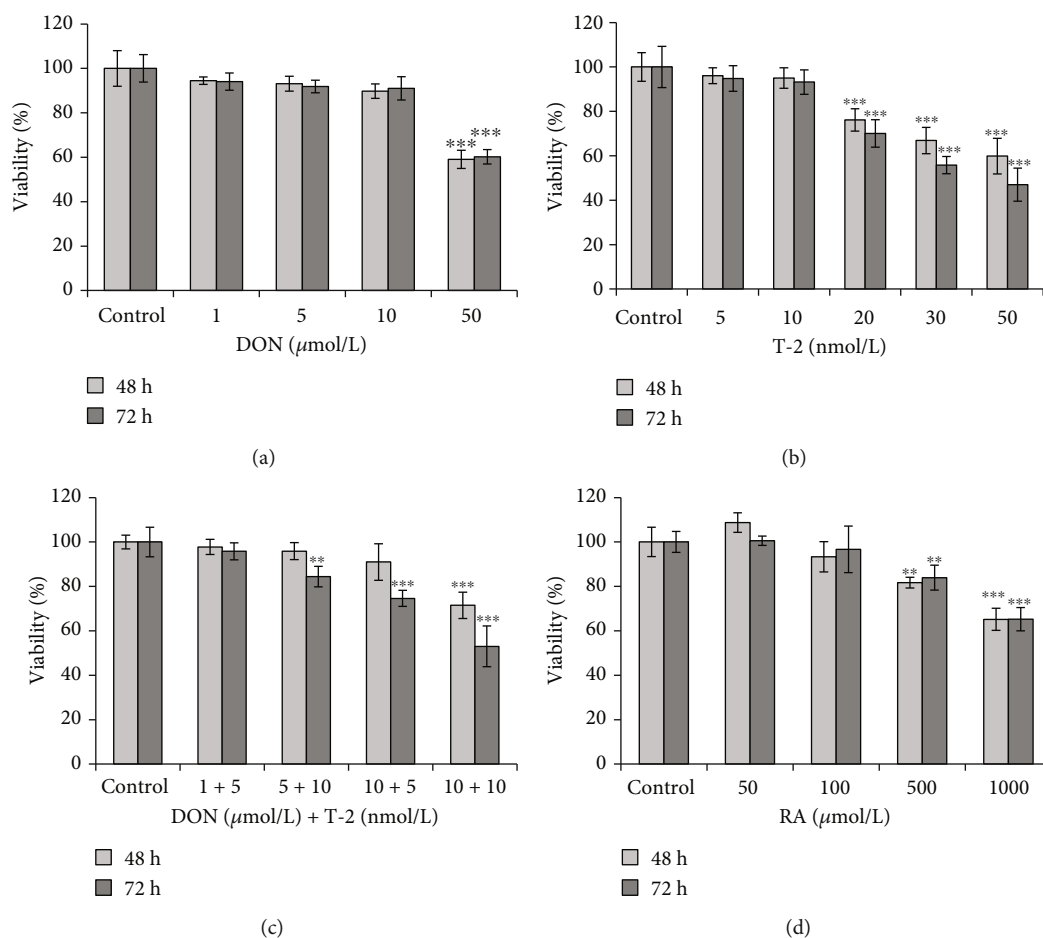 120
100
80
60
40
20
0
Viability (%)
***
***
Control 1 5 10 50
DON (μmol/L)
48 h
72 h
(a)
120
100
80
60
40
20
0
Viability (%)
***
***
***
***
***
***
Control 5 10 20 30 50
T-2 (nmol/L)
48 h
72 h
(b)
120
100
80
60
40
20
0
Viability (%)
**
***
***
***
Control 1 + 5 5 + 10 10 + 5 10 + 10
DON (μmol/L) + T-2 (nmol/L)
48 h
72 h
(c)
120
100
80
60
40
20
0
Viability (%)
**
**
***
***
Control 50 100 500 1000
RA (μmol/L)
48 h
72 h
(d)